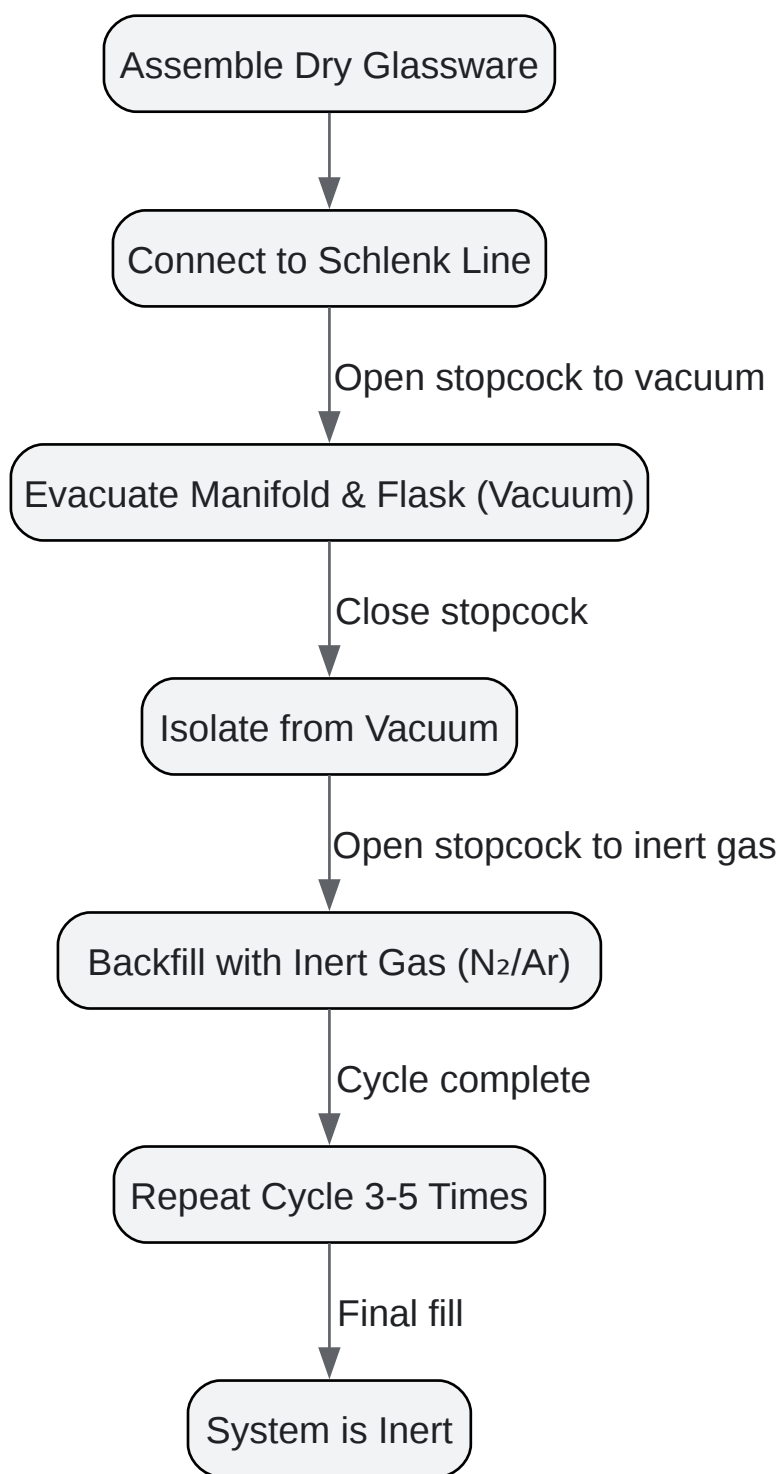 Assemble Dry Glassware
Connect to Schlenk Line
Open stopcock to vacuum
Evacuate Manifold & Flask (Vacuum)
Close stopcock
Isolate from Vacuum
Open stopcock to inert gas
Backfill with Inert Gas (N₂/Ar)
Cycle complete
Repeat Cycle 3-5 Times
Final fill
System is Inert